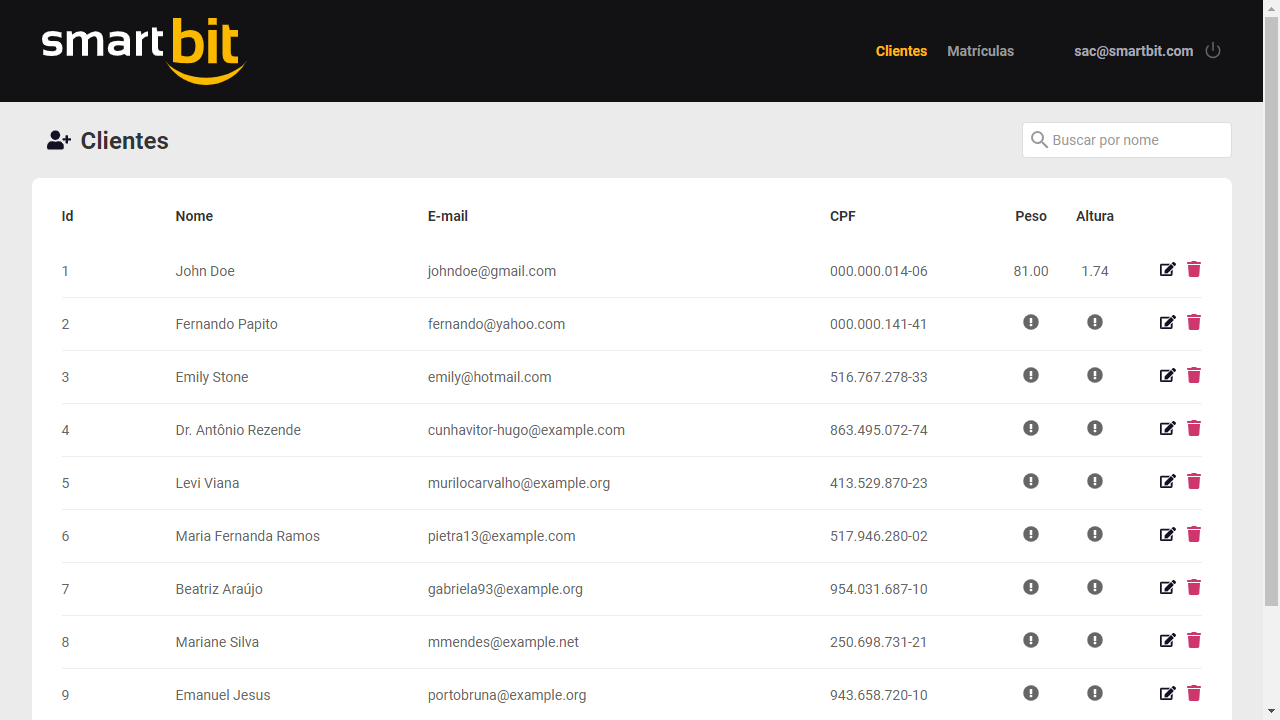 smartbit
Clientes Matrículas sac@smartbit.com
Clientes
Buscar por nome
Id Nome E-mail CPF Peso Altura
1 John Doe johndoe@gmail.com 000.000.014-06 81.00 1.74
2 Fernando Papito fernando@yahoo.com 000.000.141-41
3 Emily Stone emily@hotmail.com 516.767.278-33
4 Dr. Antônio Rezende cunhavitor-hugo@example.com 863.495.072-74
5 Levi Viana murilocarvalho@example.org 413.529.870-23
6 Maria Fernanda Ramos pietra13@example.com 517.946.280-02
7 Beatriz Araújo gabriela93@example.org 954.031.687-10
8 Mariane Silva mmendes@example.net 250.698.731-21
9 Emanuel Jesus portobruna@example.org 943.658.720-10